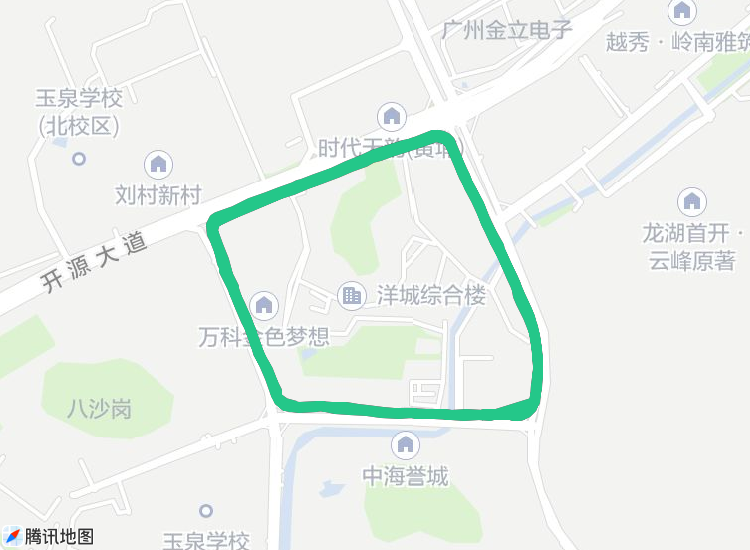 广州金立电子
越秀·岭南雅筑
玉泉学校
(北校区)
时代天韵(黄埔)
刘村新村
龙湖首开·
云峰原著
开源大道
洋城综合楼
万科金色梦想
八沙岗
中海誉城
玉泉学校
腾讯地图